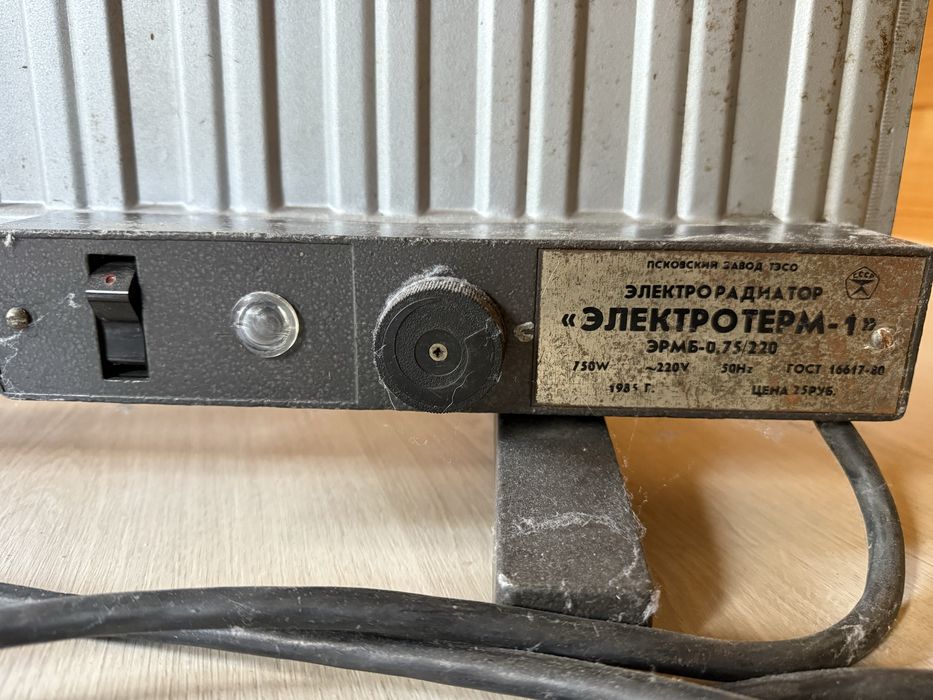 ПСКОВСКИЙ ЗАВОД ТЭСО
СССР
ЭЛЕКТРОРАДИАТОР
«ЭЛЕКТРОТЕРМ-1»
ЭРМБ-0,75/220
750W ~220V 50Hz ГОСТ 16617-80
1985 Г. ЦЕНА 25РУБ.